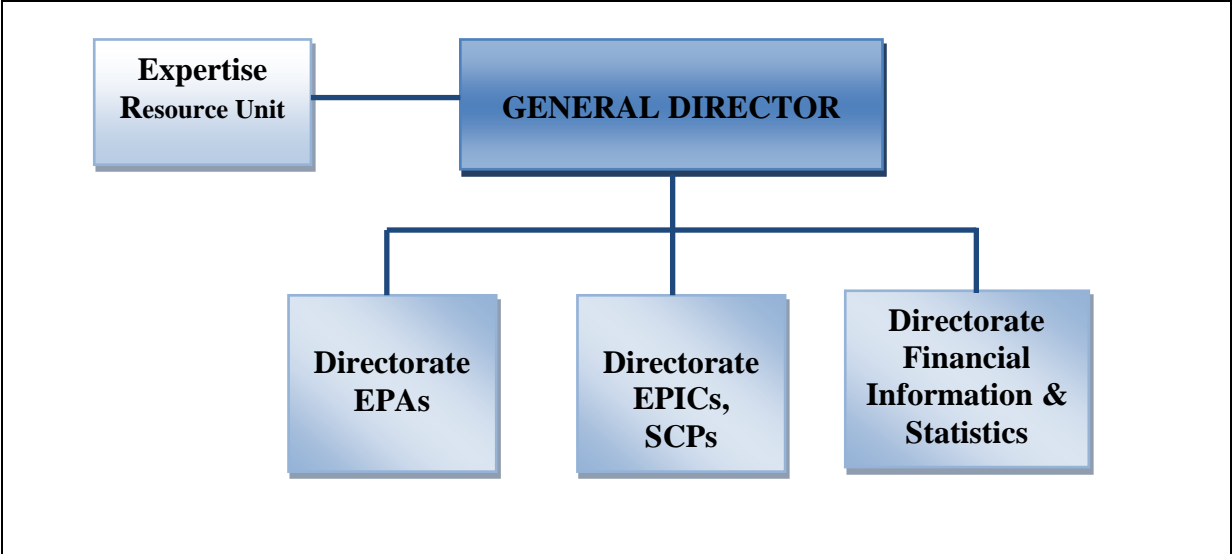 Expertise
Resource Unit
GENERAL DIRECTOR
Directorate
EPAs
Directorate
EPICs,
SCPs
Directorate
Financial
Information &
Statistics